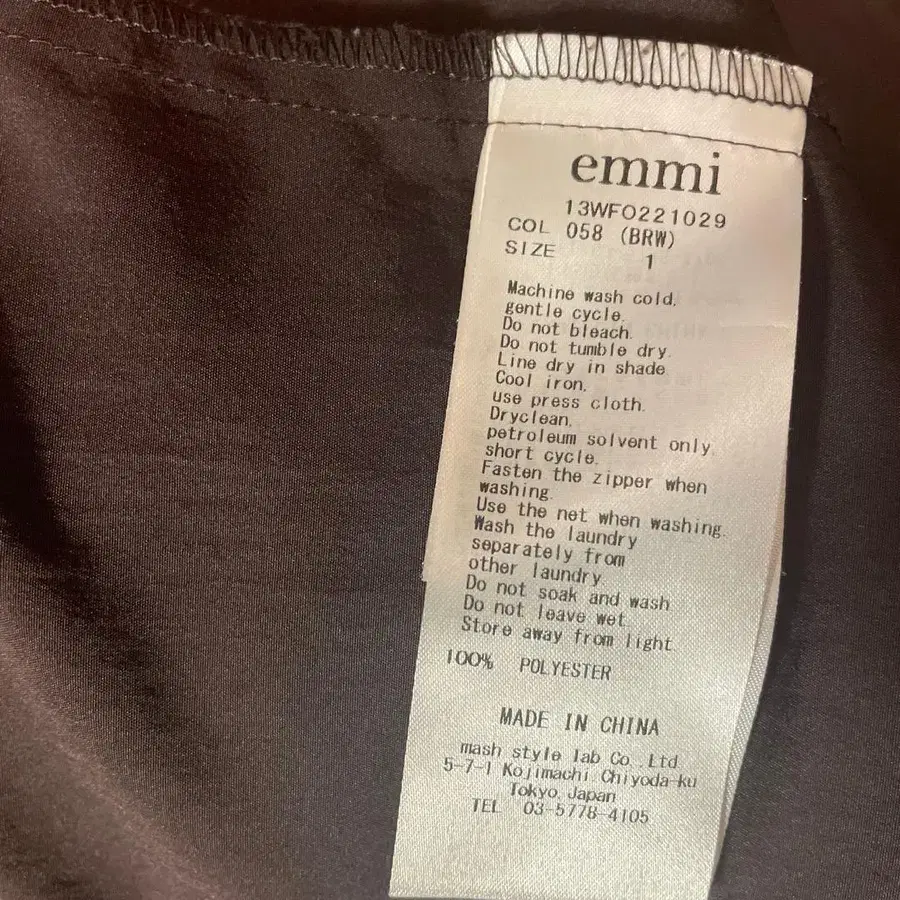 emmi
13WFO221029
COL 058 (BRW)
SIZE 1
Machine wash cold,
gentle cycle.
Do not bleach.
Do not tumble dry.
Line dry in shade
Cool iron,
use press cloth.
Dryclean,
petroleum solvent only,
short cycle.
Fasten the zipper when
washing.
Use the net when washing.
Wash the laundry
separately from
other laundry.
Do not soak and wash
Do not leave wet.
Store away from light.
100% POLYESTER
MADE IN CHINA
mash style lab Co.,Ltd.
5-7-1 Kojimachi Chiyoda-ku
Tokyo, Japan
TEL 03-5778-4105